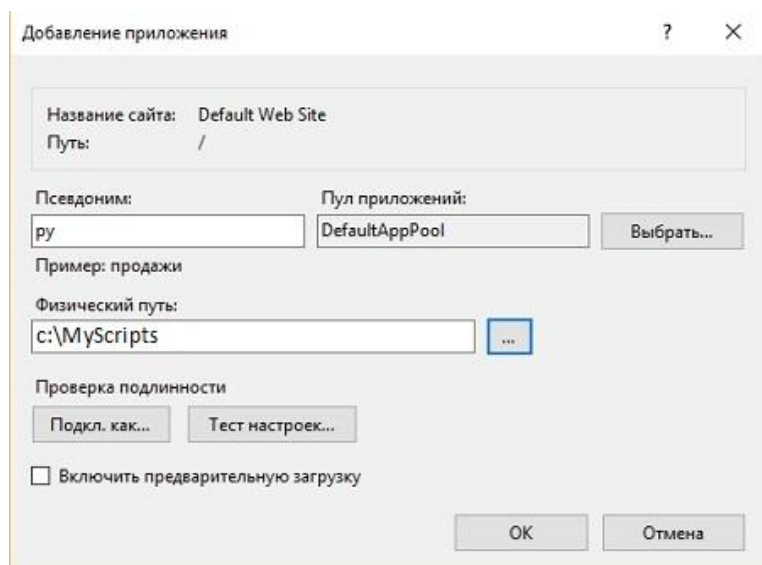 Добавление приложения ?
Название сайта: Default Web Site
Путь: /
Псевдоним: Пул приложений:
py DefaultAppPool Выбрать...
Пример: продажи
Физический путь:
c:\MyScripts ...
Проверка подлинности
Подкл. как... Тест настроек...
Включить предварительную загрузку
OK Отмена